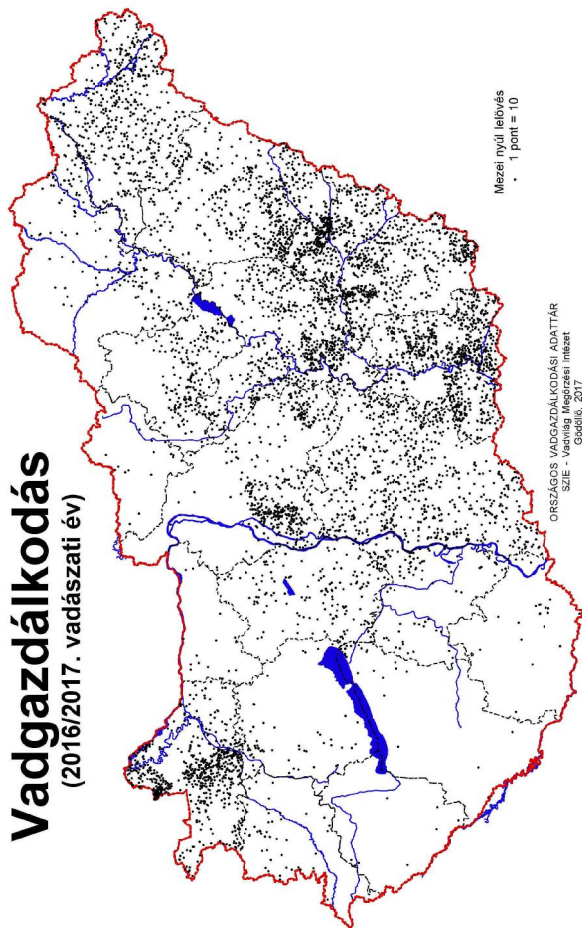 Vadgazdálkodás
(2016/2017. vadászati év)
Mezei nyúl lelövés
1 pont = 10
ORSZÁGOS VADGAZDÁLKODÁSI ADATTÁR
SZIE - Vadvilág Megőrzési Intézet
Gödöllő, 2017